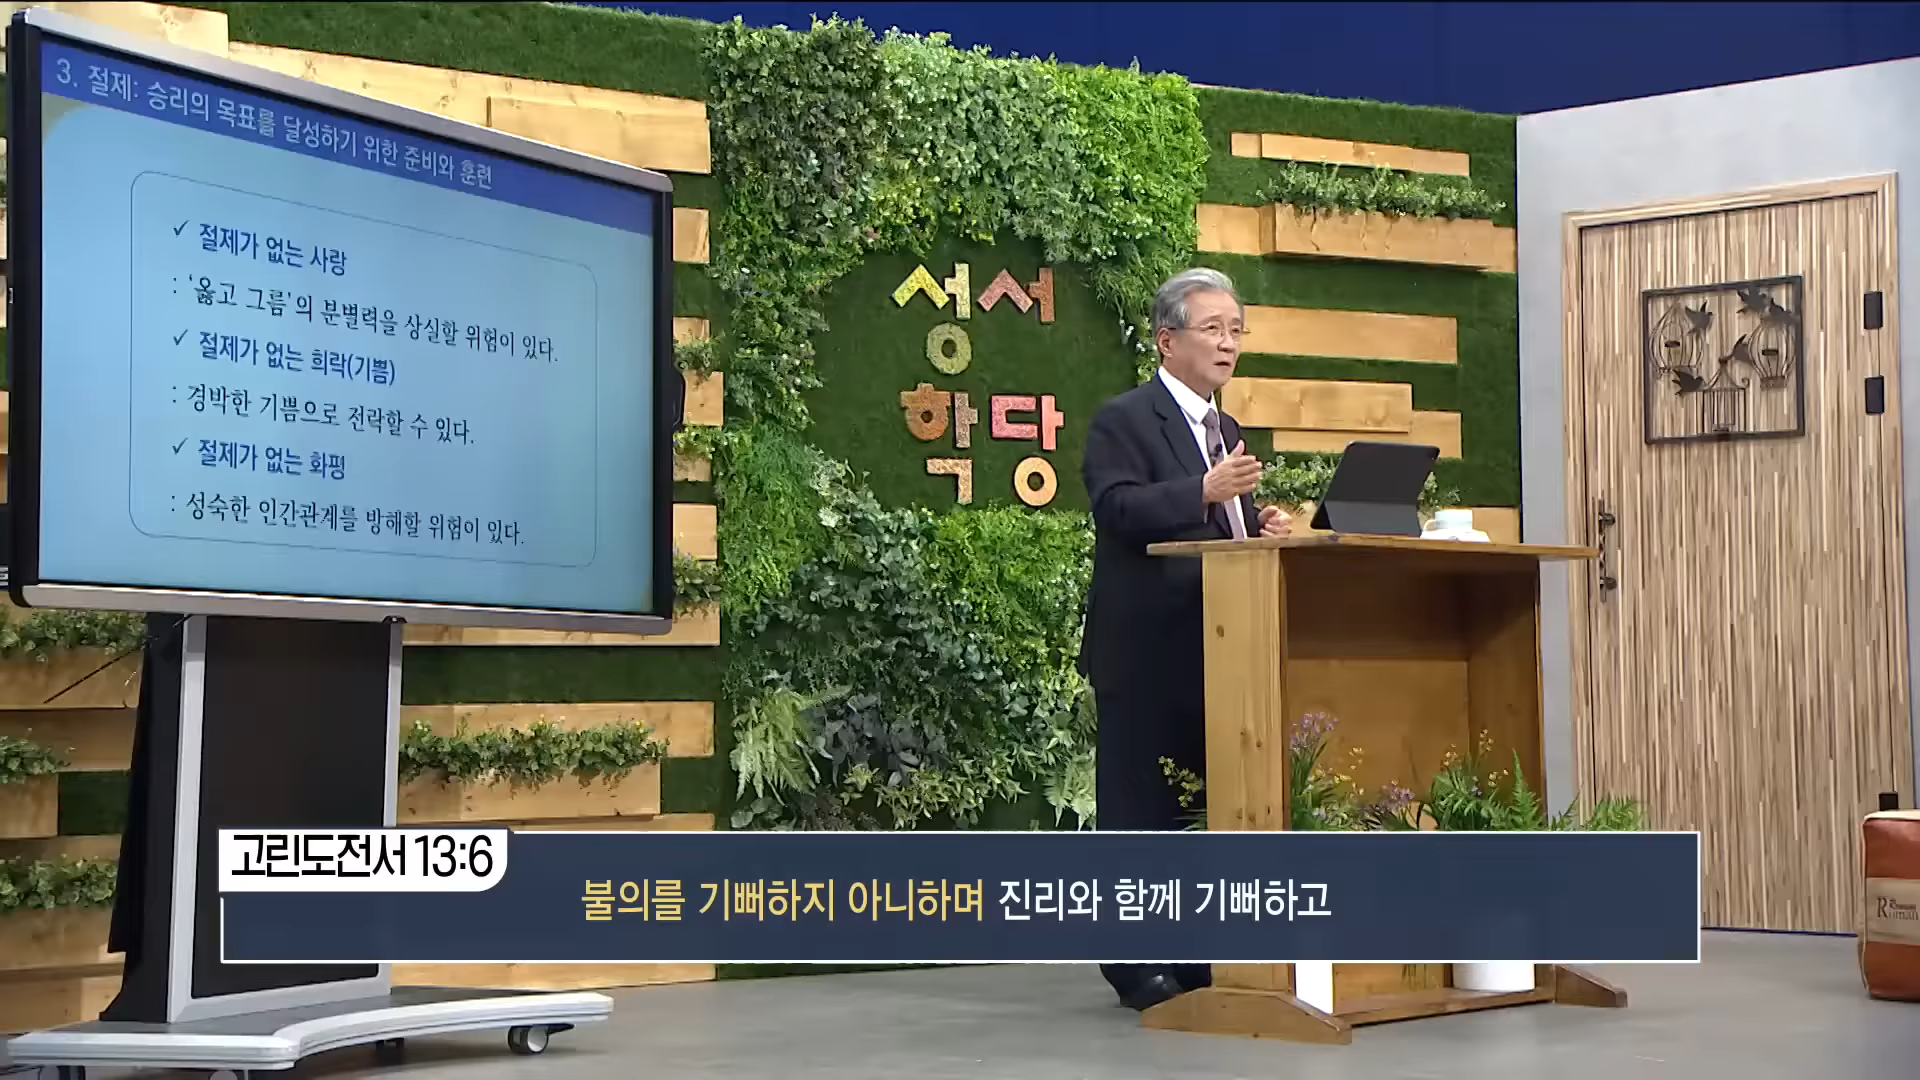 3. 절제: 승리의 목표를 달성하기 위한 준비와 훈련
✓ 절제가 없는 사랑
: ‘옳고 그름’의 분별력을 상실할 위험이 있다.
✓ 절제가 없는 희락(기쁨)
: 경박한 기쁨으로 전락할 수 있다.
✓ 절제가 없는 화평
: 성숙한 인간관계를 방해할 위험이 있다.
성서
학당
고린도전서 13:6
불의를 기뻐하지 아니하며 진리와 함께 기뻐하고